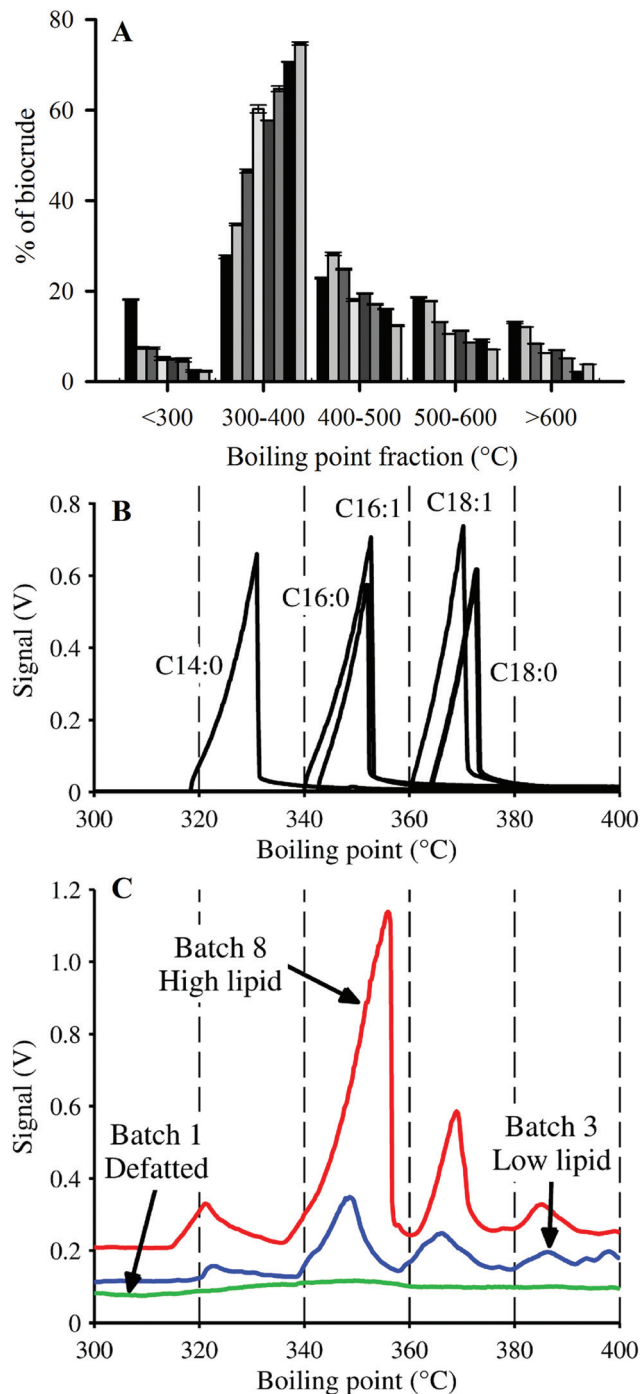 A
80
60
40
20
0
% of biocrude
<300 300-400 400-500 500-600 >600
Boiling point fraction (°C)
B
0.8
0.6
0.4
0.2
0
Signal (V)
C14:0
C16:0
C16:1
C18:1
C18:0
300 320 340 360 380 400
Boiling point (°C)
C
1.2
1.0
0.8
0.6
0.4
0.2
0.0
Signal (V)
Batch 8
High lipid
Batch 1
Defatted
Batch 3
Low lipid
300 320 340 360 380 400
Boiling point (°C)